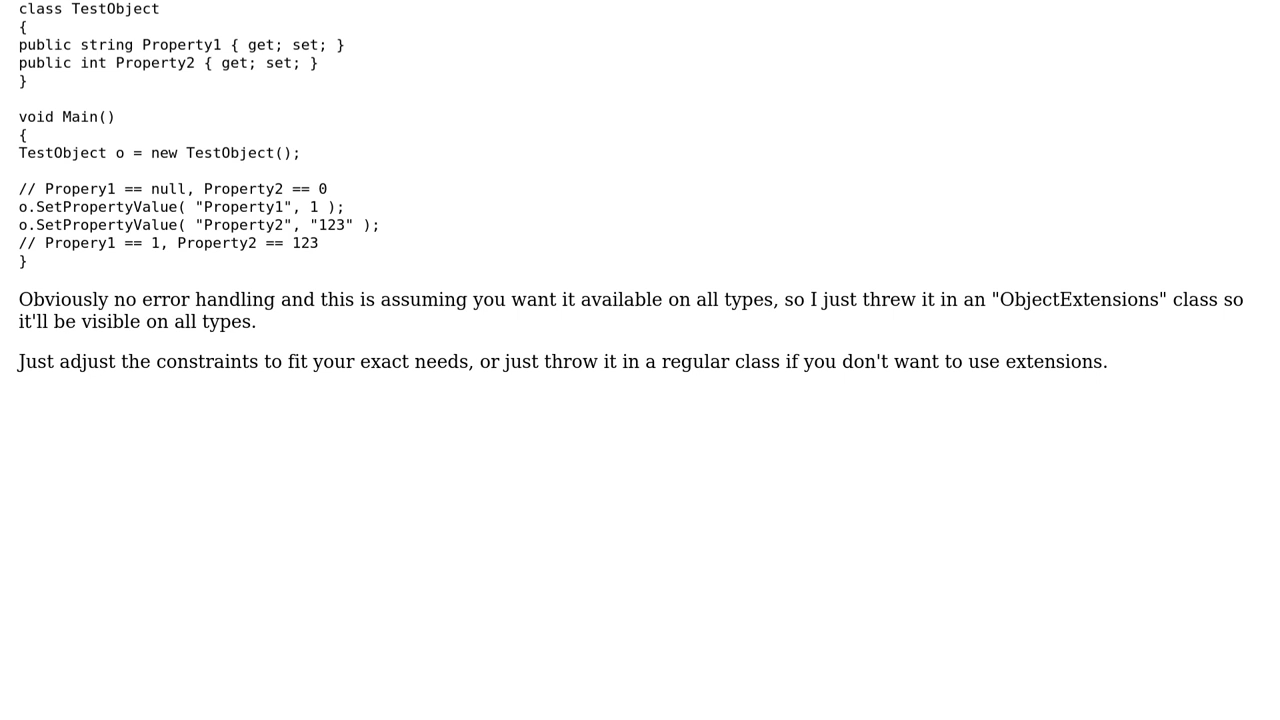 class TestObject
{
public string Property1 { get; set; }
public int Property2 { get; set; }
}

void Main()
{
TestObject o = new TestObject();

// Propery1 == null, Property2 == 0
o.SetPropertyValue( "Property1", 1 );
o.SetPropertyValue( "Property2", "123" );
// Propery1 == 1, Property2 == 123
}

Obviously no error handling and this is assuming you want it available on all types, so I just threw it in an "ObjectExtensions" class so
it'll be visible on all types.

Just adjust the constraints to fit your exact needs, or just throw it in a regular class if you don't want to use extensions.